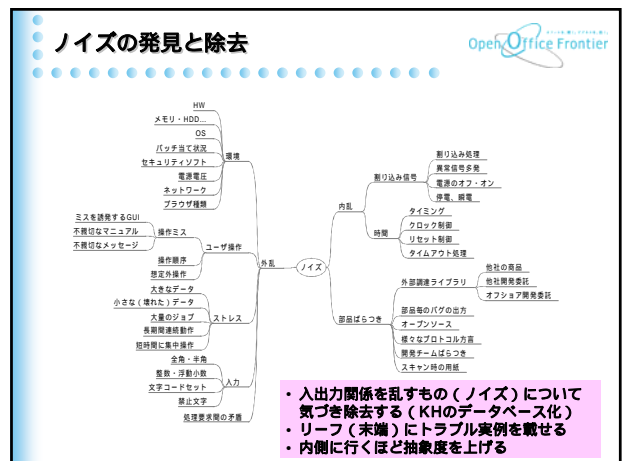 ノイズの発見と除去
Open Office Frontier
HW
メモリ・HDD...
OS
パッチ当て状況
セキュリティソフト
電源電圧
ネットワーク
ブラウザ種類
環境
ミスを誘発するGUI
不親切なマニュアル
不親切なメッセージ
操作ミス
操作順序
想定外操作
ユーザ操作
大きなデータ
小さな(壊れた)データ
大量のジョブ
長期間連続動作
短時間に集中操作
ストレス
全角・半角
整数・浮動小数
文字コードセット
禁止文字
入力
処理要求間の矛盾
外乱
ノイズ
内乱
割り込み信号
割り込み処理
異常信号多発
電源のオフ・オン
停電、瞬電
時間
タイミング
クロック制御
リセット制御
タイムアウト処理
部品ばらつき
外部調達ライブラリ
他社の商品
他社開発委託
オフショア開発委託
部品毎のバグの出方
オープンソース
様々なプロトコル方言
開発チームばらつき
スキャン時の用紙
・ 入出力関係を乱すもの(ノイズ)について
気づき除去する(KHのデータベース化)
・ リーフ(末端)にトラブル実例を載せる
・ 内側に行くほど抽象度を上げる